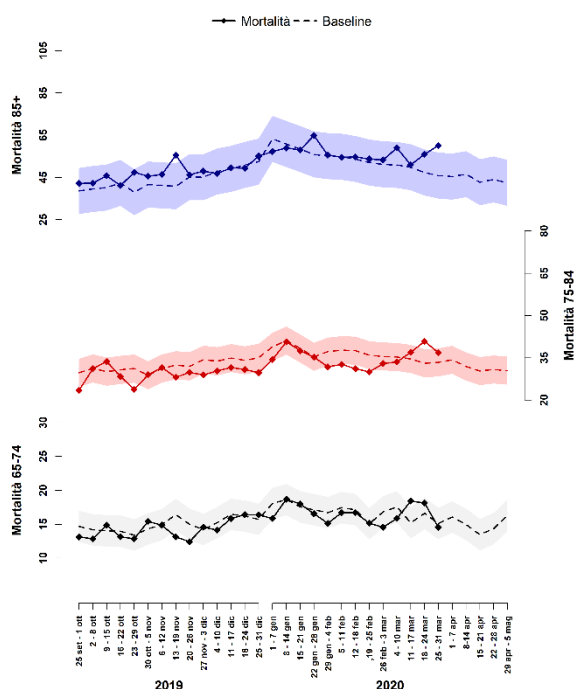 Mortalità Baseline
Mortalità 85+
105
85
65
45
25
Mortalità 75-84
80
65
50
35
20
Mortalità 65-74
30
25
20
15
10
25 set - 1 ott
2 - 8 ott
9 - 15 ott
16 - 22 ott
23 - 29 ott
30 ott - 5 nov
6 - 12 nov
13 - 19 nov
20 - 26 nov
27 nov - 3 dic
4 - 10 dic
11 - 17 dic
18 - 24 dic
25 - 31 dic
1 - 7 gen
8 - 14 gen
15 - 21 gen
22 gen - 28 gen
29 gen - 4 feb
5 - 11 feb
12 - 18 feb
,19 - 25 feb
26 feb - 3 mar
4 - 10 mar
11 - 17 mar
18 - 24 mar
25 - 31 mar
1 - 7 apr
8-14 apr
15 - 21 apr
22 - 28 apr
29 apr - 5 mag
2019 2020